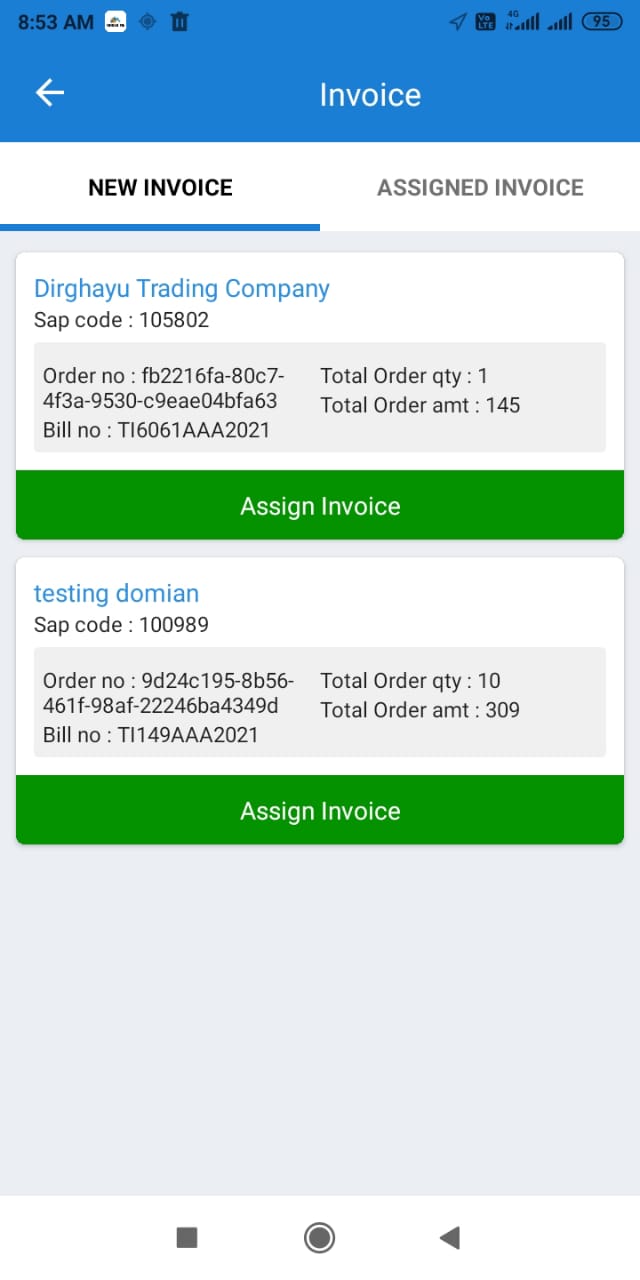 8:53 AM
Vo LTE 4G 95
Invoice
NEW INVOICE
ASSIGNED INVOICE
Dirghayu Trading Company
Sap code : 105802
Order no : fb2216fa-80c7-
4f3a-9530-c9eae04bfa63
Bill no : TI6061AAA2021
Total Order qty : 1
Total Order amt : 145
Assign Invoice
testing domian
Sap code : 100989
Order no : 9d24c195-8b56-
461f-98af-22246ba4349d
Bill no : TI149AAA2021
Total Order qty : 10
Total Order amt : 309
Assign Invoice